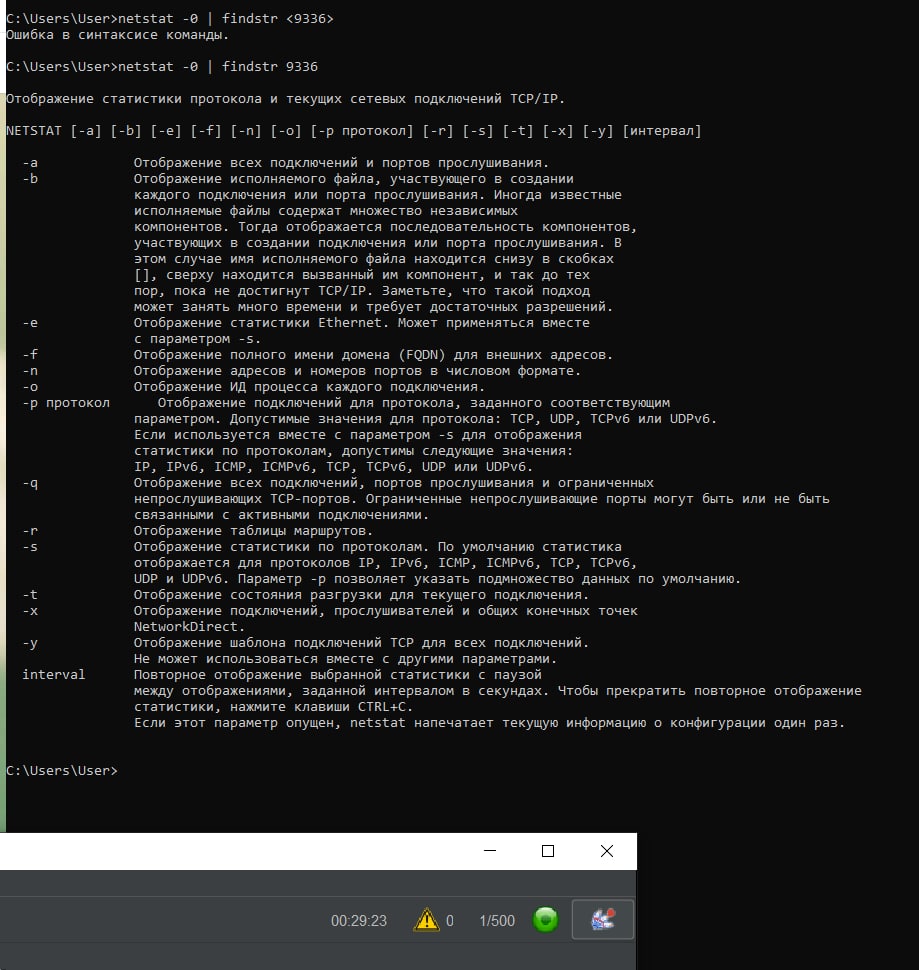 C:\Users\User>netstat -0 | findstr <9336>
Ошибка в синтаксисе команды.
C:\Users\User>netstat -0 | findstr 9336
Отображение статистики протокола и текущих сетевых подключений TCP/IP.
NETSTAT [-a] [-b] [-e] [-f] [-n] [-o] [-p протокол] [-r] [-s] [-t] [-x] [-y] [интервал]
-a Отображение всех подключений и портов прослушивания.
-b Отображение исполняемого файла, участвующего в создании
каждого подключения или порта прослушивания. Иногда известные
исполняемые файлы содержат множество независимых
компонентов. Тогда отображается последовательность компонентов,
участвующих в создании подключения или порта прослушивания. В
этом случае имя исполняемого файла находится снизу в скобках
[], сверху находится вызванный им компонент, и так до тех
пор, пока не достигнут TCP/IP. Заметьте, что такой подход
может занять много времени и требует достаточных разрешений.
-e Отображение статистики Ethernet. Может применяться вместе
с параметром -s.
-f Отображение полного имени домена (FQDN) для внешних адресов.
-n Отображение адресов и номеров портов в числовом формате.
-o Отображение ИД процесса каждого подключения.
-p протокол Отображение подключений для протокола, заданного соответствующим
параметром. Допустимые значения для протокола: TCP, UDP, TCPv6 или UDPv6.
Если используется вместе с параметром -s для отображения
статистики по протоколам, допустимы следующие значения:
IP, IPv6, ICMP, ICMPv6, TCP, TCPv6, UDP или UDPv6.
-q Отображение всех подключений, портов прослушивания и ограниченных
непрослушивающих TCP-портов. Ограниченные непрослушивающие порты могут быть или не быть
связанными с активными подключениями.
-r Отображение таблицы маршрутов.
-s Отображение статистики по протоколам. По умолчанию статистика
отображается для протоколов IP, IPv6, ICMP, ICMPv6, TCP, TCPv6,
UDP и UDPv6. Параметр -p позволяет указать подмножество данных по умолчанию.
-t Отображение состояния разгрузки для текущего подключения.
-x Отображение подключений, прослушивателей и общих конечных точек
NetworkDirect.
-y Отображение шаблона подключений TCP для всех подключений.
Не может использоваться вместе с другими параметрами.
interval Повторное отображение выбранной статистики с паузой
между отображениями, заданной интервалом в секундах. Чтобы прекратить повторное отображение
статистики, нажмите клавиши CTRL+C.
Если этот параметр опущен, netstat напечатает текущую информацию о конфигурации один раз.
C:\Users\User>
00:29:23 0 1/500